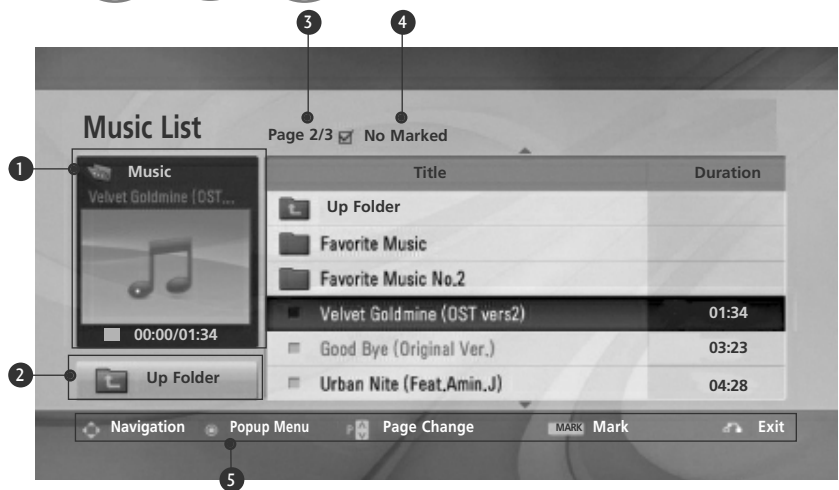 3 4
Music List
Page 2/3 No Marked
1
Music
Title Duration
Velvet Goldmine (OST...
Up Folder
Favorite Music
Favorite Music No.2
Velvet Goldmine (OST vers2) 01:34
00:00/01:34
Good Bye (Original Ver.) 03:23
2
Up Folder
Urban Nite (Feat.Amin.J) 04:28
Navigation Popup Menu P Page Change MARK Mark Exit
5